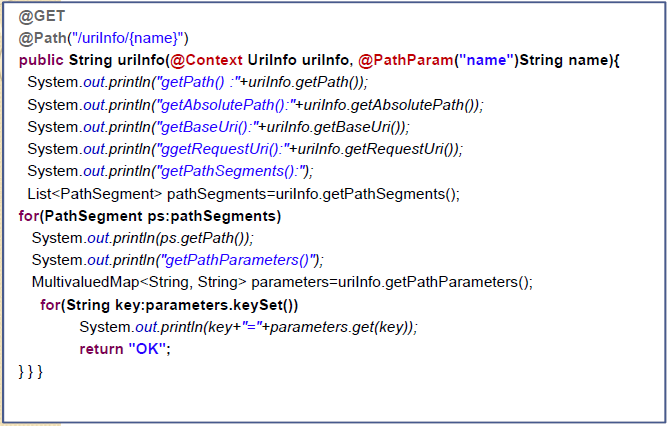 @GET
@Path("/uriInfo/{name}")
public String uriInfo(@Context UriInfo uriInfo, @PathParam("name")String name){
System.out.println("getPath() :"+uriInfo.getPath());
System.out.println("getAbsolutePath():"+uriInfo.getAbsolutePath());
System.out.println("getBaseUri():"+uriInfo.getBaseUri());
System.out.println("ggetRequestUri():"+uriInfo.getRequestUri());
System.out.println("getPathSegments():");
List<PathSegment> pathSegments=uriInfo.getPathSegments();
for(PathSegment ps:pathSegments)
System.out.println(ps.getPath());
System.out.println("getPathParameters()");
MultivaluedMap<String, String> parameters=uriInfo.getPathParameters();
for(String key:parameters.keySet())
System.out.println(key+"="+parameters.get(key));
return "OK";
} } }